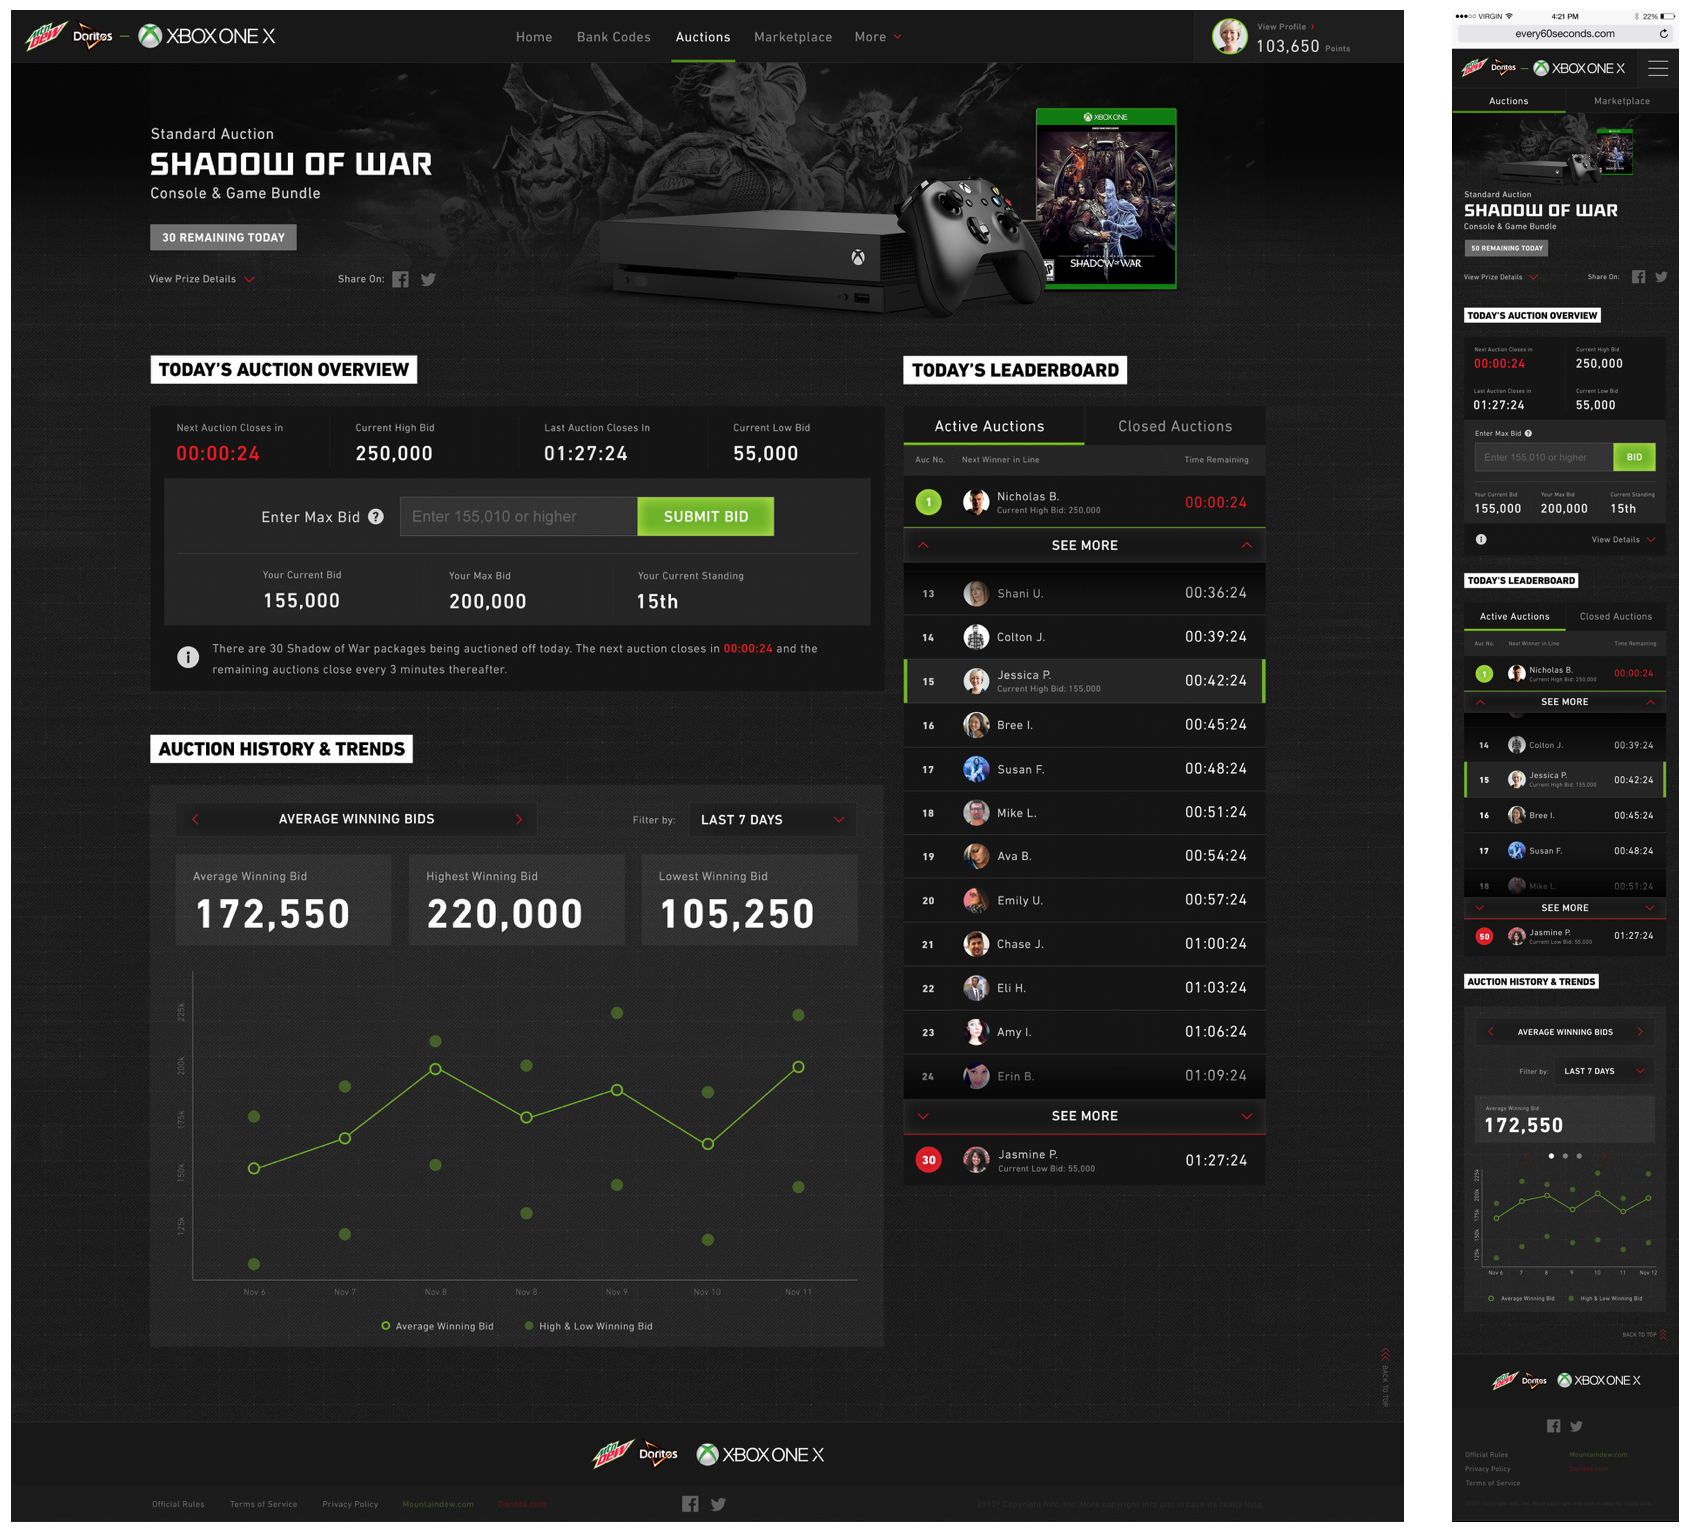 Mtn Dew Doritos XBOX ONE X
Home Bank Codes Auctions Marketplace More
View Profile
103,650 Points
Standard Auction
SHADOW OF WAR
Console & Game Bundle
30 REMAINING TODAY
View Prize Details
Share On:
XBOX ONE
SHADOW OF WAR
TODAY'S AUCTION OVERVIEW
Next Auction Closes in Current High Bid Last Auction Closes In Current Low Bid
00:00:24 250,000 01:27:24 55,000
Enter Max Bid ? Enter 155,010 or higher SUBMIT BID
Your Current Bid Your Max Bid Your Current Standing
155,000 200,000 15th
There are 30 Shadow of War packages being auctioned off today. The next auction closes in 00:00:24 and the
remaining auctions close every 3 minutes thereafter.
AUCTION HISTORY & TRENDS
AVERAGE WINNING BIDS
Filter by: LAST 7 DAYS
Average Winning Bid Highest Winning Bid Lowest Winning Bid
172,550 220,000 105,250
225k
200k
175k
150k
125k
Nov 6 Nov 7 Nov 8 Nov 8 Nov 9 Nov 10 Nov 11
Average Winning Bid High & Low Winning Bid
TODAY'S LEADERBOARD
Active Auctions Closed Auctions
Auc No. Next Winner in Line Time Remaining
1 Nicholas B. 00:00:24
Current High Bid: 250,000
SEE MORE
13 Shani U. 00:36:24
14 Colton J. 00:39:24
15 Jessica P. 00:42:24
Current High Bid: 155,000
16 Bree I. 00:45:24
17 Susan F. 00:48:24
18 Mike L. 00:51:24
19 Ava B. 00:54:24
20 Emily U. 00:57:24
21 Chase J. 01:00:24
22 Eli H. 01:03:24
23 Amy I. 01:06:24
24 Erin B. 01:09:24
SEE MORE
30 Jasmine P. 01:27:24
Current Low Bid: 55,000
BACK TO TOP
Mtn Dew Doritos XBOX ONE X
Official Rules Terms of Service Privacy Policy Mountaindew.com Doritos.com
VIRGIN 4:21 PM 22%
every60seconds.com
Mtn Dew Doritos XBOX ONE X
Auctions Marketplace
Standard Auction
SHADOW OF WAR
Console & Game Bundle
50 REMAINING TODAY
View Prize Details
Share On:
TODAY'S AUCTION OVERVIEW
Next Auction Closes in Current High Bid
00:00:24 250,000
Last Auction Closes in Current Low Bid
01:27:24 55,000
Enter Max Bid ?
Enter 155,010 or higher BID
Your Current Bid Your Max Bid Current Standing
155,000 200,000 15th
View Details
TODAY'S LEADERBOARD
Active Auctions Closed Auctions
Auc No. Next Winner in Line Time Remaining
1 Nicholas B. 00:00:24
Current High Bid: 250,000
SEE MORE
14 Colton J. 00:39:24
15 Jessica P. 00:42:24
Current High Bid: 155,000
16 Bree I. 00:45:24
17 Susan F. 00:48:24
18 Mike L. 00:51:24
SEE MORE
50 Jasmine P. 01:27:24
Current Low Bid: 55,000
AUCTION HISTORY & TRENDS
AVERAGE WINNING BIDS
Filter by: LAST 7 DAYS
Average Winning Bid
172,550
225k
200k
175k
150k
125k
Nov 6 7 8 9 10 11 Nov 12
Average Winning Bid High & Low Winning Bid
BACK TO TOP
Mtn Dew Doritos XBOX ONE X
Official Rules Mountaindew.com
Privacy Policy Doritos.com
Terms of Service